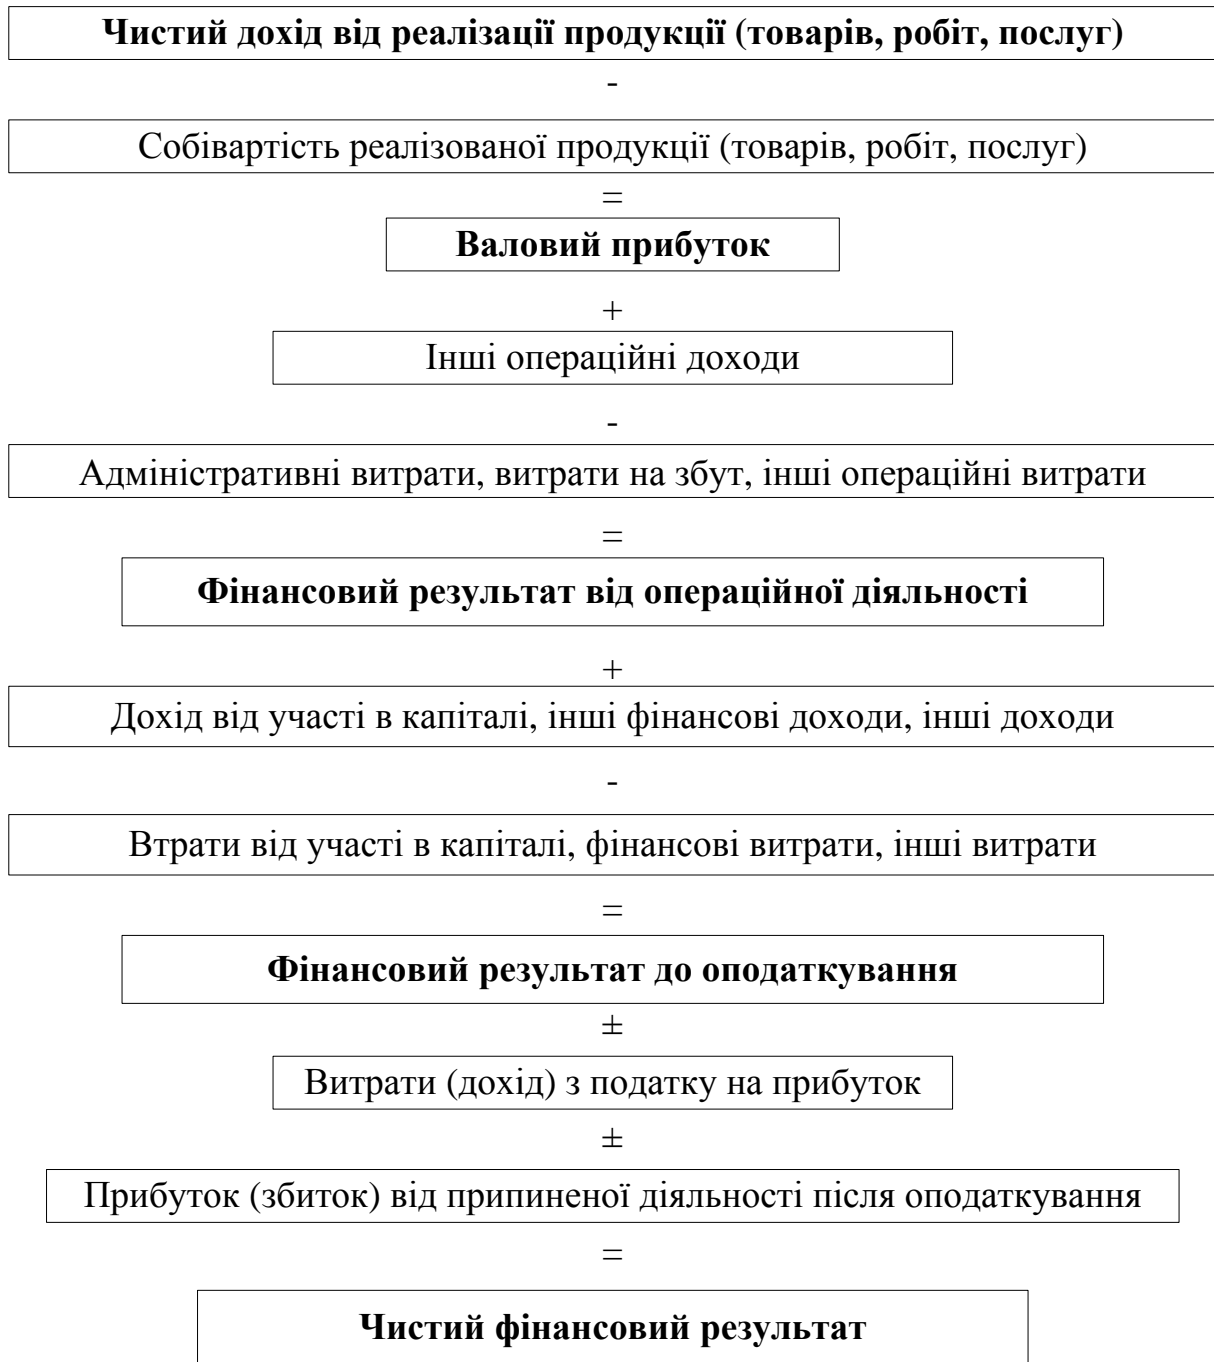 Чистий дохід від реалізації продукції (товарів, робіт, послуг)
-
Собівартість реалізованої продукції (товарів, робіт, послуг)
=
Валовий прибуток
+
Інші операційні доходи
-
Адміністративні витрати, витрати на збут, інші операційні витрати
=
Фінансовий результат від операційної діяльності
+
Дохід від участі в капіталі, інші фінансові доходи, інші доходи
-
Втрати від участі в капіталі, фінансові витрати, інші витрати
=
Фінансовий результат до оподаткування
±
Витрати (дохід) з податку на прибуток
±
Прибуток (збиток) від припиненої діяльності після оподаткування
=
Чистий фінансовий результат